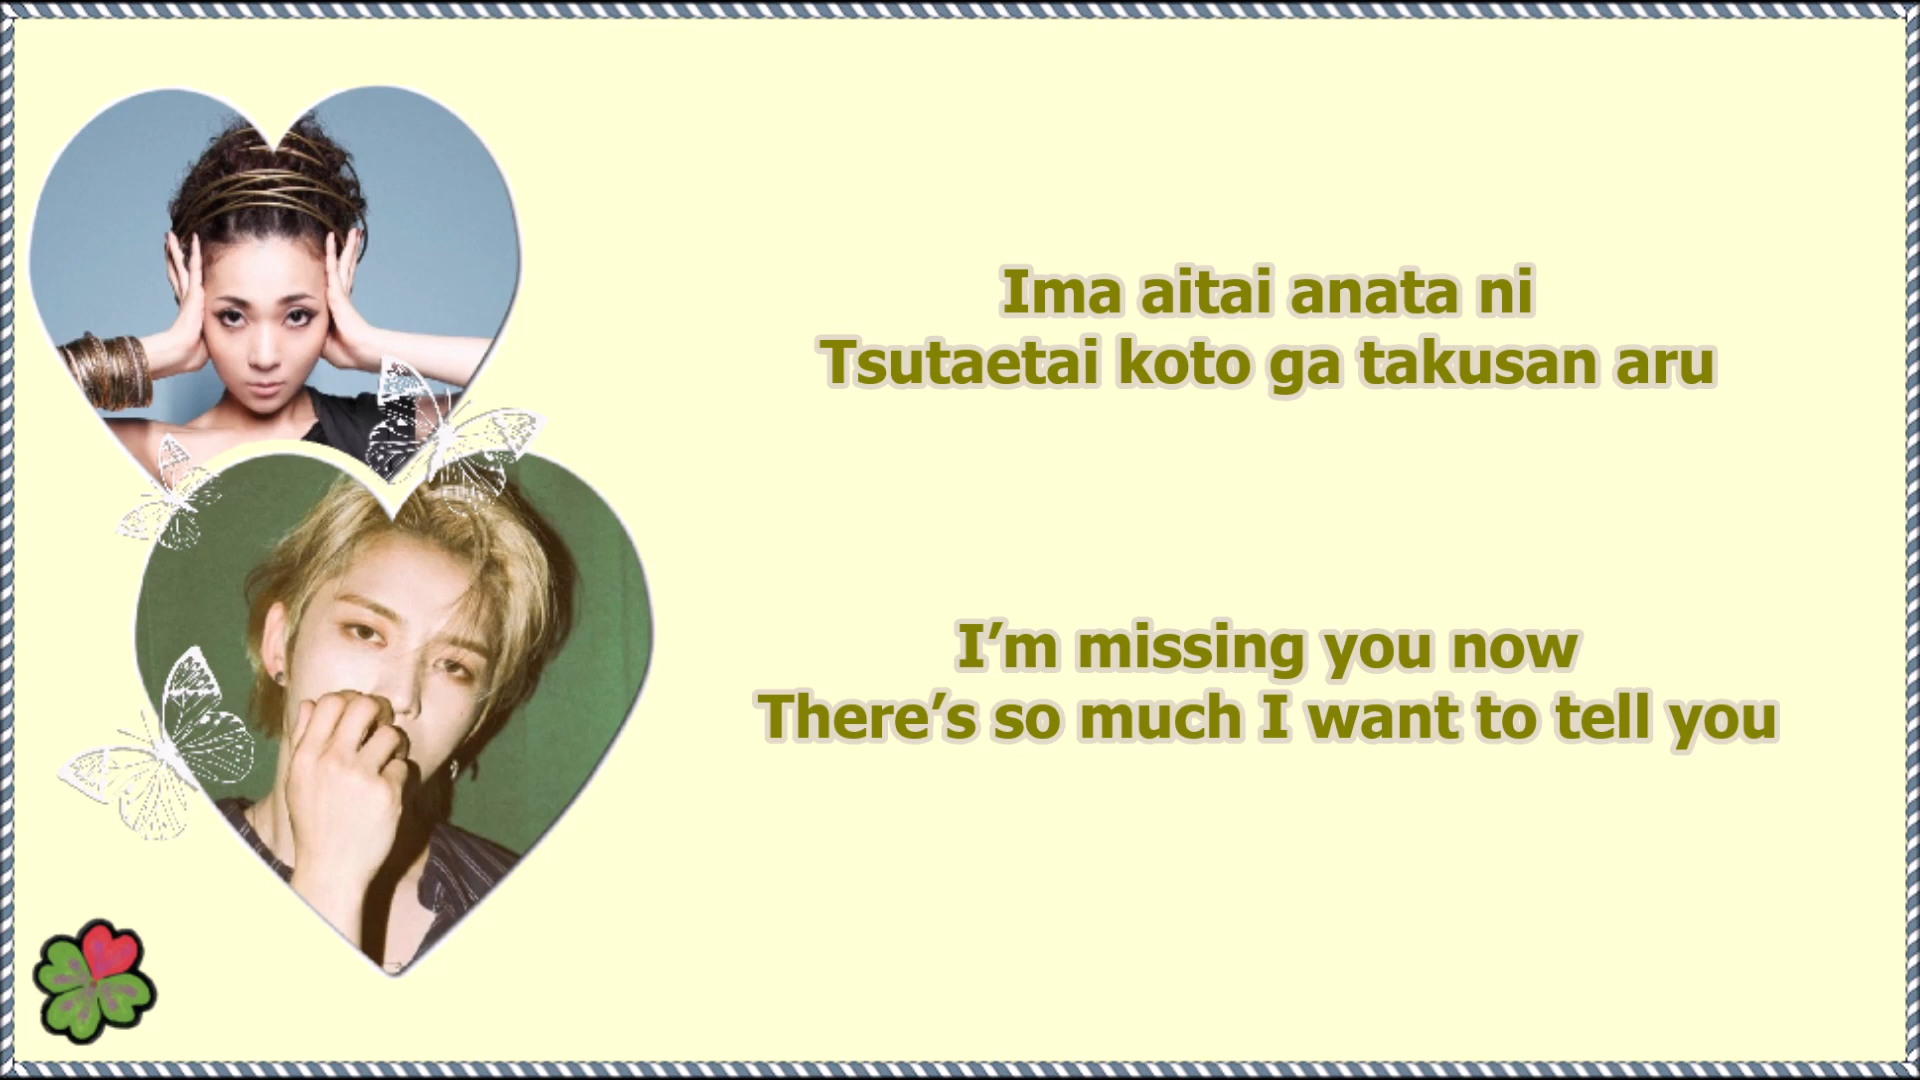 Ima aitai anata ni
Tsutaetai koto ga takusan aru
I’m missing you now
There’s so much I want to tell you